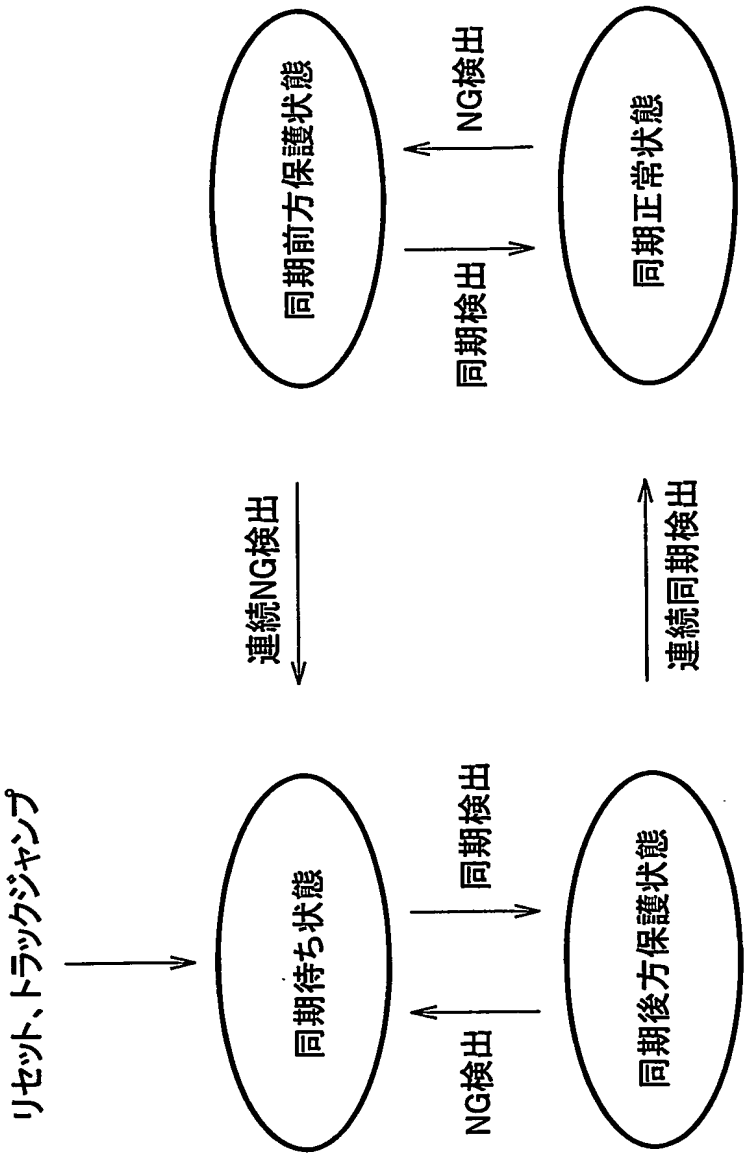 リセット、トラックジャンプ
同期待ち状態
連続NG検出
同期前方保護状態
NG検出
同期検出
同期検出
NG検出
同期後方保護状態
連続同期検出
同期正常状態